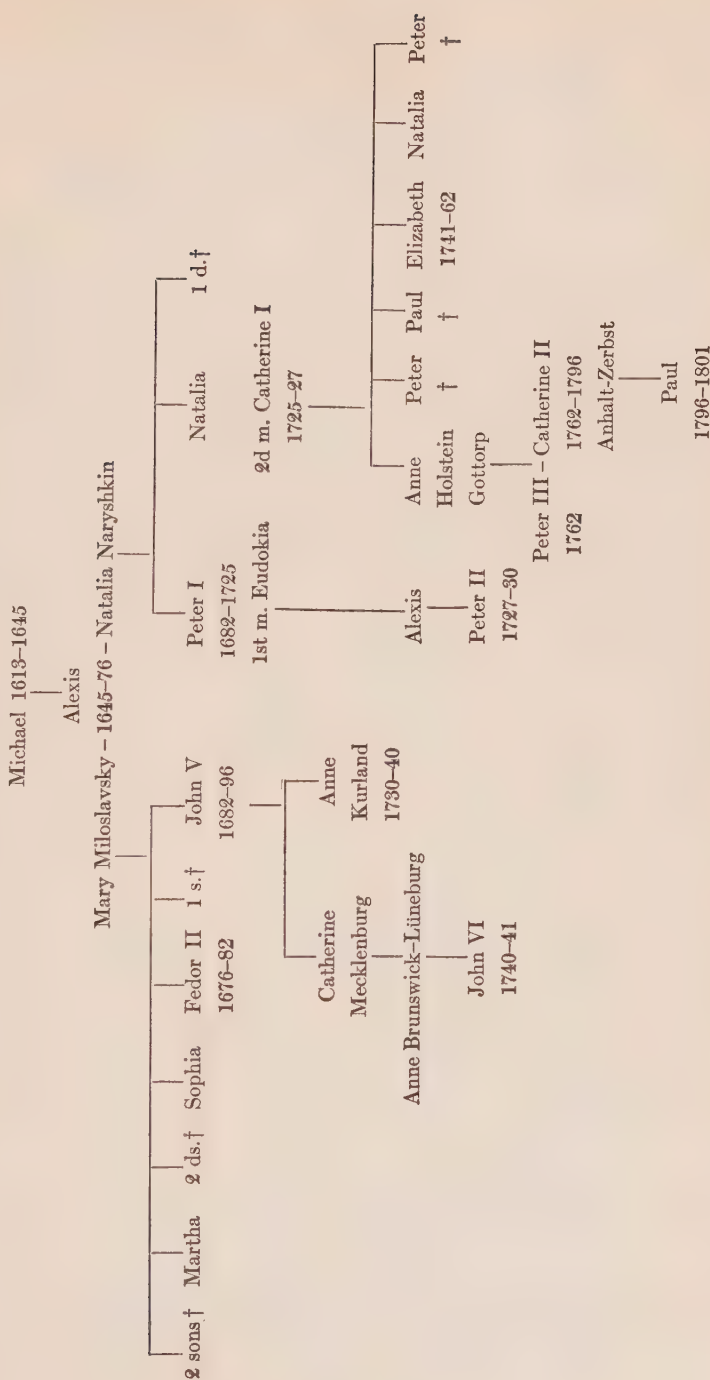 Michael 1613–1645
Alexis
Mary Miloslavsky – 1645–76 – Natalia Naryshkin
2 sons †
Martha
2 ds. †
Sophia
Fedor II
1676–82
1 s. †
John V
1682–96
Catherine
Mecklenburg
Anne Brunswick–Lüneburg
John VI
1740–41
Anne
Kurland
1730–40
Peter I
1682–1725
1st m. Eudokia
Natalia
1 d. †
2d m. Catherine I
1725–27
Alexis
Peter II
1727–30
Anne
Holstein
Gottorp
Peter
†
Paul
†
Elizabeth
1741–62
Natalia
Peter
†
Peter III – Catherine II
1762
1762–1796
Anhalt-Zerbst
Paul
1796–1801